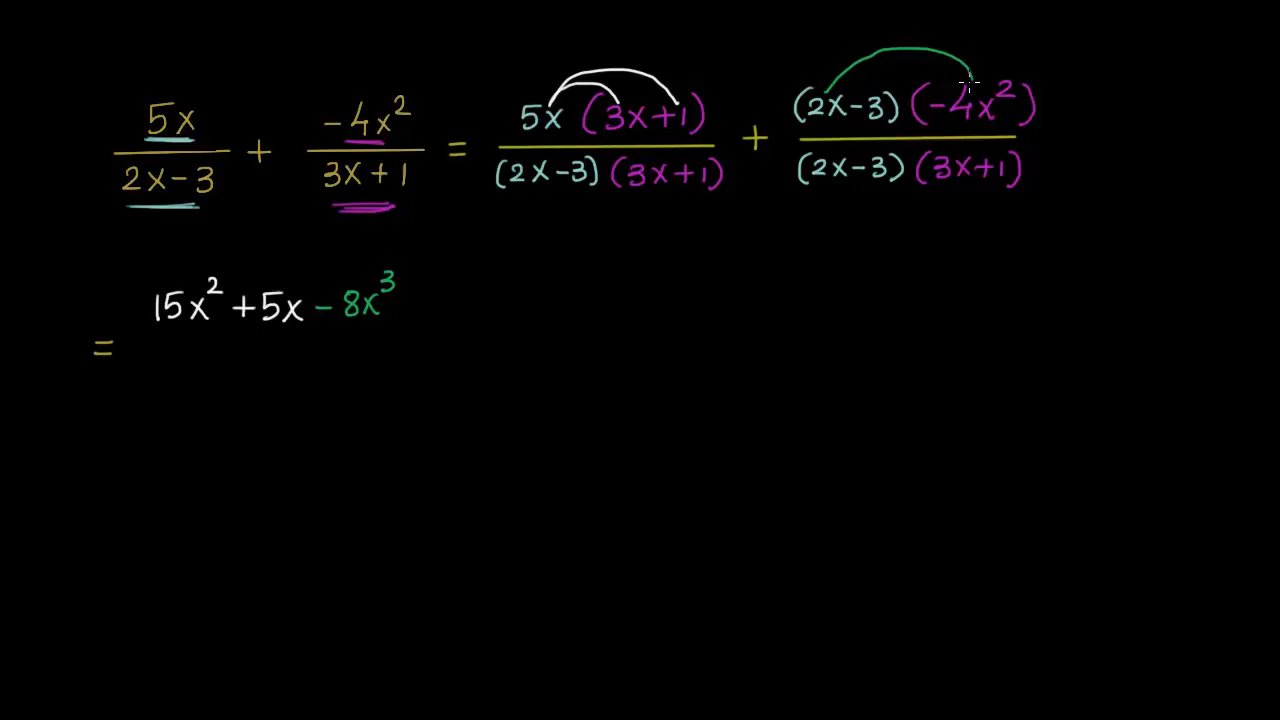 5x/(2x-3) + -4x²/(3x+1) = 5x(3x+1)/(2x-3)(3x+1) + (2x-3)(-4x²)/(2x-3)(3x+1)
= 15x² + 5x - 8x³